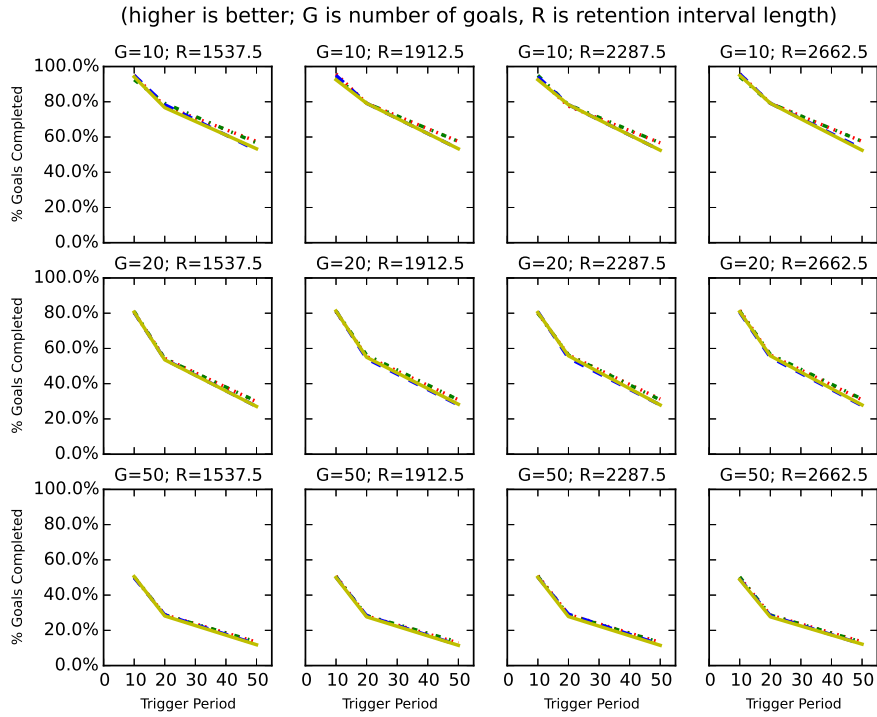 (higher is better; G is number of goals, R is retention interval length)
G=10; R=1537.5 G=10; R=1912.5 G=10; R=2287.5 G=10; R=2662.5
100.0%
80.0%
60.0%
40.0%
20.0%
0.0%
% Goals Completed
G=20; R=1537.5 G=20; R=1912.5 G=20; R=2287.5 G=20; R=2662.5
100.0%
80.0%
60.0%
40.0%
20.0%
0.0%
% Goals Completed
G=50; R=1537.5 G=50; R=1912.5 G=50; R=2287.5 G=50; R=2662.5
100.0%
80.0%
60.0%
40.0%
20.0%
0.0%
% Goals Completed
0 10 20 30 40 50 0 10 20 30 40 50 0 10 20 30 40 50 0 10 20 30 40 50
Trigger Period Trigger Period Trigger Period Trigger Period